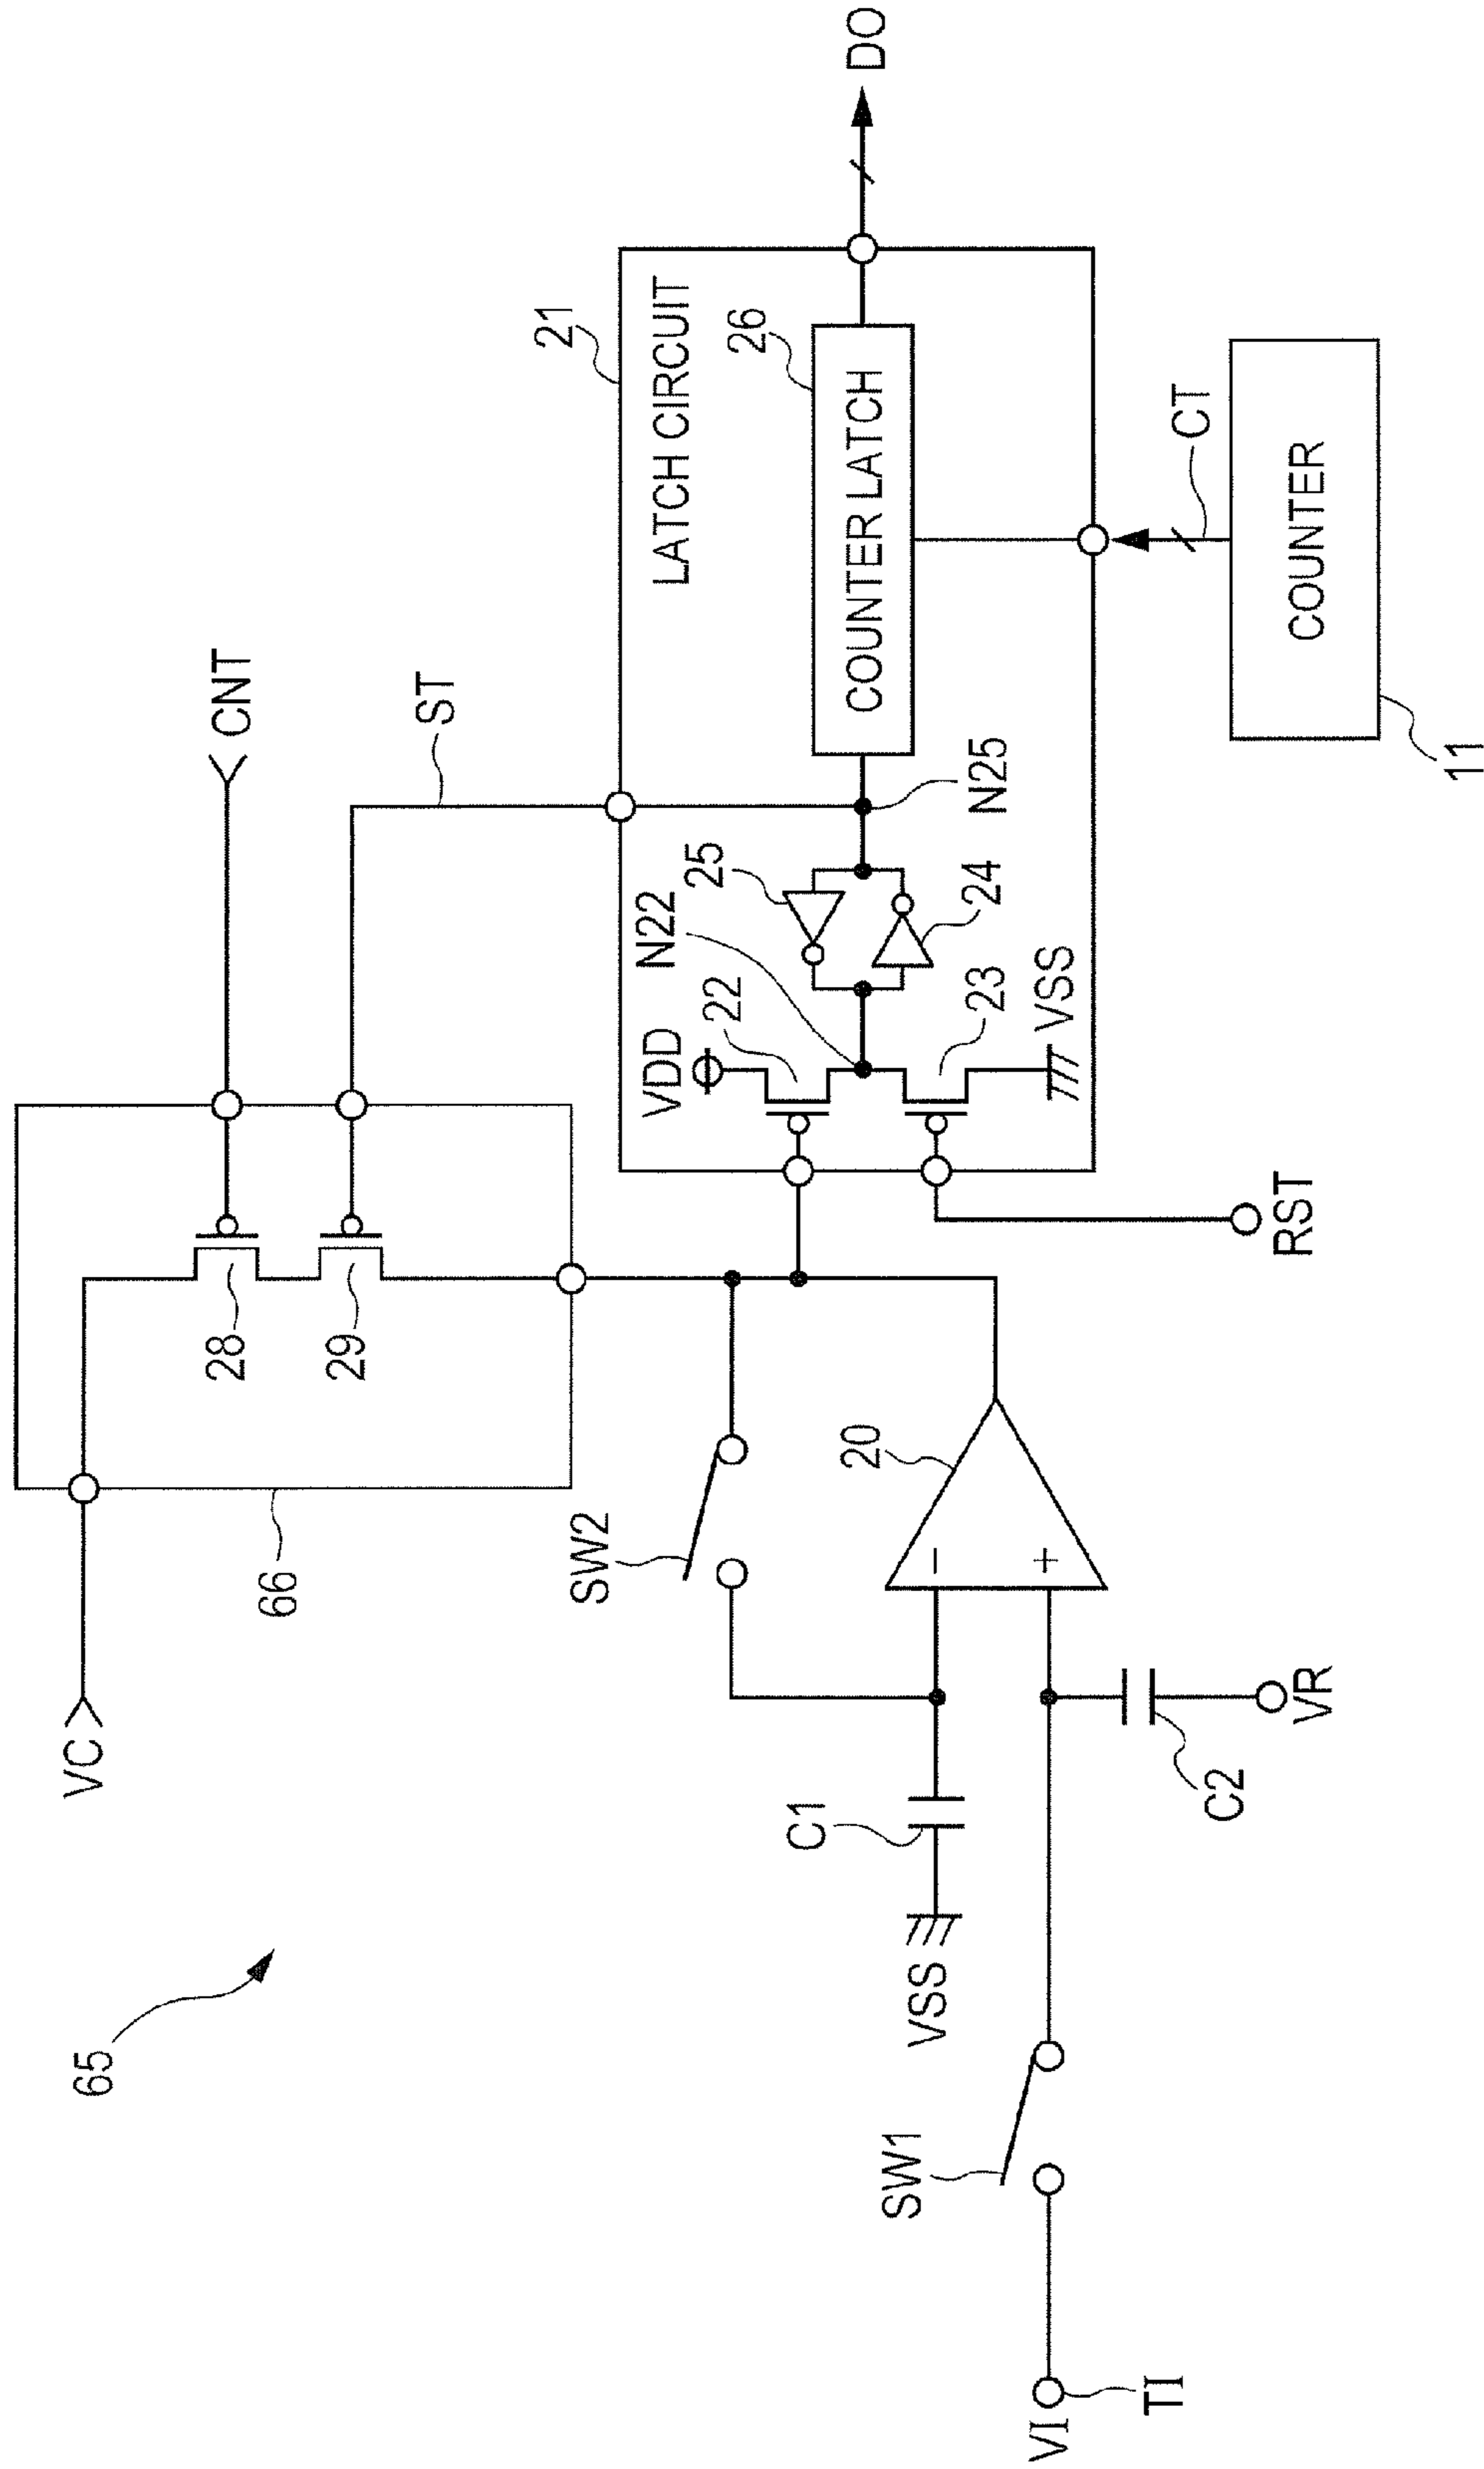 65
VC
66
28
29
CNT
ST
SW2
21
LATCH CIRCUIT
VDD
22
N22
25
26
COUNTER LATCH
DO
24
N25
23
VSS
20
−
+
C1
VSS
SW1
VI
TI
C2
VR
RST
CT
COUNTER
11